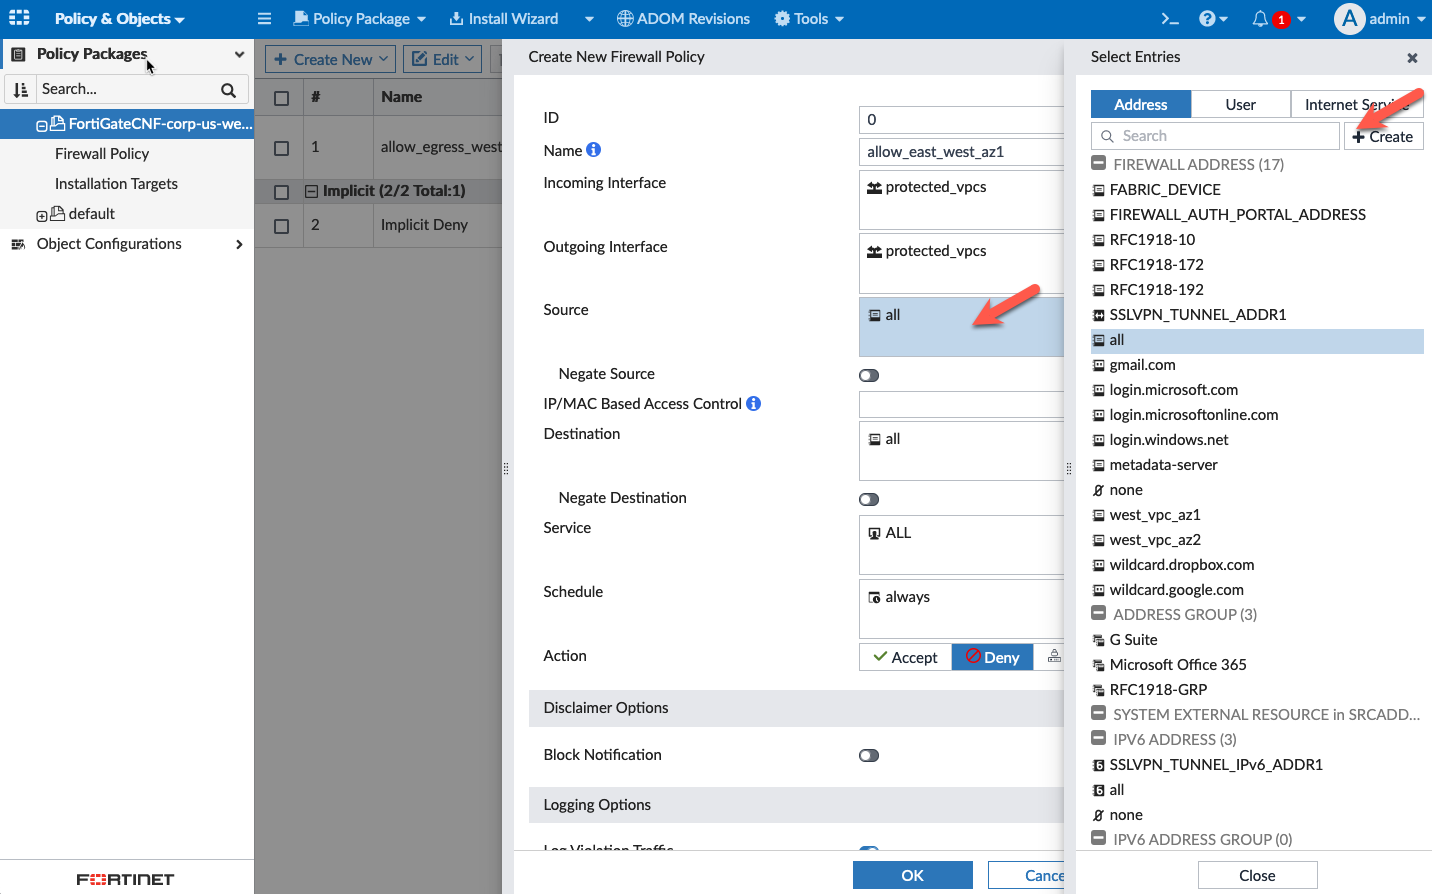 Policy & Objects
Policy Package
Install Wizard
ADOM Revisions
Tools
1
A admin
Policy Packages
Search...
FortiGateCNF-corp-us-we...
Firewall Policy
Installation Targets
default
Object Configurations
FORTINET
Create New
Edit
# Name
1 allow_egress_west
Implicit (2/2 Total:1)
2 Implicit Deny
Create New Firewall Policy
ID 0
Name allow_east_west_az1
Incoming Interface protected_vpcs
Outgoing Interface protected_vpcs
Source all
Negate Source
IP/MAC Based Access Control
Destination all
Negate Destination
Service ALL
Schedule always
Action Accept Deny
Disclaimer Options
Block Notification
Logging Options
Log Violation Traffic
OK Cance
Select Entries
Address User Internet Service
Search
Create
FIREWALL ADDRESS (17)
FABRIC_DEVICE
FIREWALL_AUTH_PORTAL_ADDRESS
RFC1918-10
RFC1918-172
RFC1918-192
SSLVPN_TUNNEL_ADDR1
all
gmail.com
login.microsoft.com
login.microsoftonline.com
login.windows.net
metadata-server
none
west_vpc_az1
west_vpc_az2
wildcard.dropbox.com
wildcard.google.com
ADDRESS GROUP (3)
G Suite
Microsoft Office 365
RFC1918-GRP
SYSTEM EXTERNAL RESOURCE in SRCADD...
IPV6 ADDRESS (3)
SSLVPN_TUNNEL_IPv6_ADDR1
all
none
IPV6 ADDRESS GROUP (0)
Close